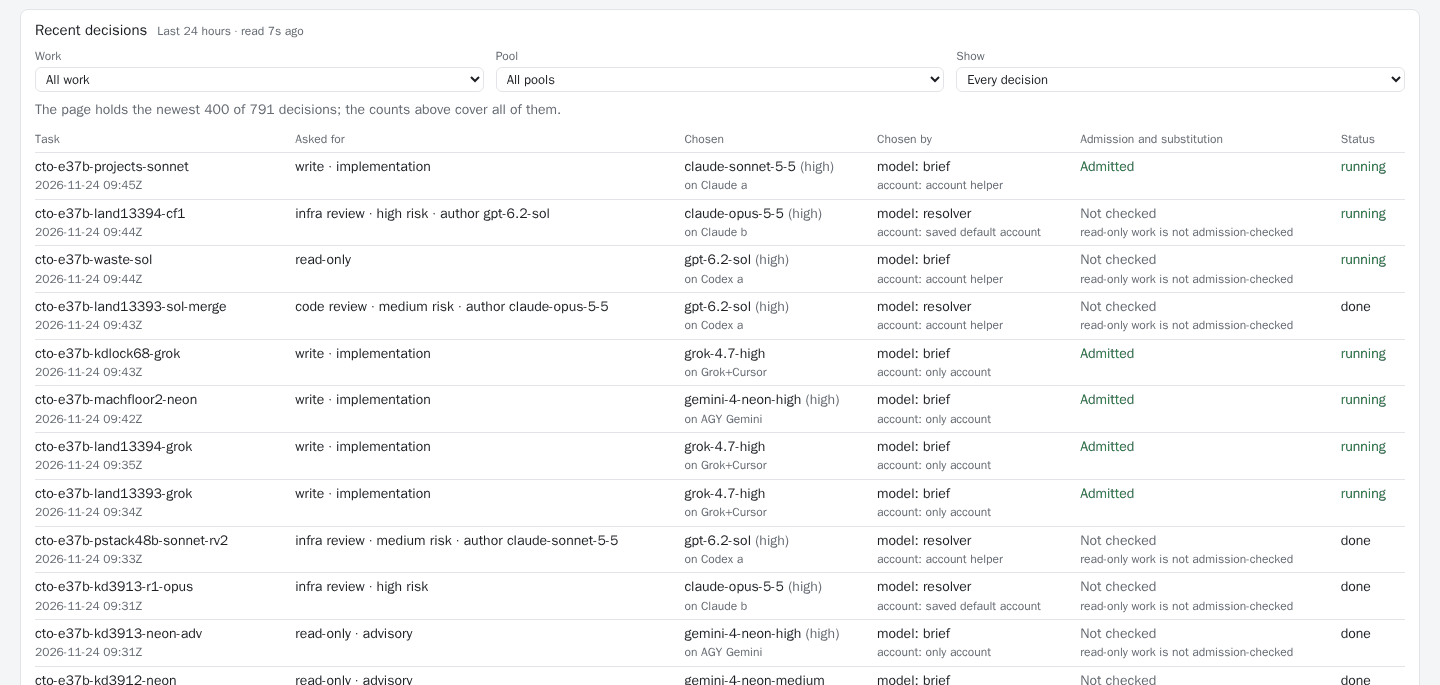 Recent decisions Last 24 hours · read 7s ago
Work Pool Show
All work All pools Every decision
The page holds the newest 400 of 791 decisions; the counts above cover all of them.
Task Asked for Chosen Chosen by Admission and substitution Status
cto-e37b-projects-sonnet write · implementation claude-sonnet-5-5 (high) model: brief Admitted running
2026-11-24 09:45Z on Claude a account: account helper
cto-e37b-land13394-cf1 infra review · high risk · author gpt-6.2-sol claude-opus-5-5 (high) model: resolver Not checked running
2026-11-24 09:44Z on Claude b account: saved default account read-only work is not admission-checked
cto-e37b-waste-sol read-only gpt-6.2-sol (high) model: brief Not checked running
2026-11-24 09:44Z on Codex a account: account helper read-only work is not admission-checked
cto-e37b-land13393-sol-merge code review · medium risk · author claude-opus-5-5 gpt-6.2-sol (high) model: resolver Not checked done
2026-11-24 09:43Z on Codex a account: account helper read-only work is not admission-checked
cto-e37b-kdlock68-grok write · implementation grok-4.7-high model: brief Admitted running
2026-11-24 09:43Z on Grok+Cursor account: only account
cto-e37b-machfloor2-neon write · implementation gemini-4-neon-high (high) model: brief Admitted running
2026-11-24 09:42Z on AGY Gemini account: only account
cto-e37b-land13394-grok write · implementation grok-4.7-high model: brief Admitted running
2026-11-24 09:35Z on Grok+Cursor account: only account
cto-e37b-land13393-grok write · implementation grok-4.7-high model: brief Admitted running
2026-11-24 09:34Z on Grok+Cursor account: only account
cto-e37b-pstack48b-sonnet-rv2 infra review · medium risk · author claude-sonnet-5-5 gpt-6.2-sol (high) model: resolver Not checked done
2026-11-24 09:33Z on Codex a account: account helper read-only work is not admission-checked
cto-e37b-kd3913-r1-opus infra review · high risk claude-opus-5-5 (high) model: resolver Not checked done
2026-11-24 09:31Z on Claude b account: saved default account read-only work is not admission-checked
cto-e37b-kd3913-neon-adv read-only · advisory gemini-4-neon-high (high) model: brief Not checked done
2026-11-24 09:31Z on AGY Gemini account: only account read-only work is not admission-checked
cto-e37b-kd3912-neon read-only · advisory gemini-4-neon-medium model: brief Not checked done